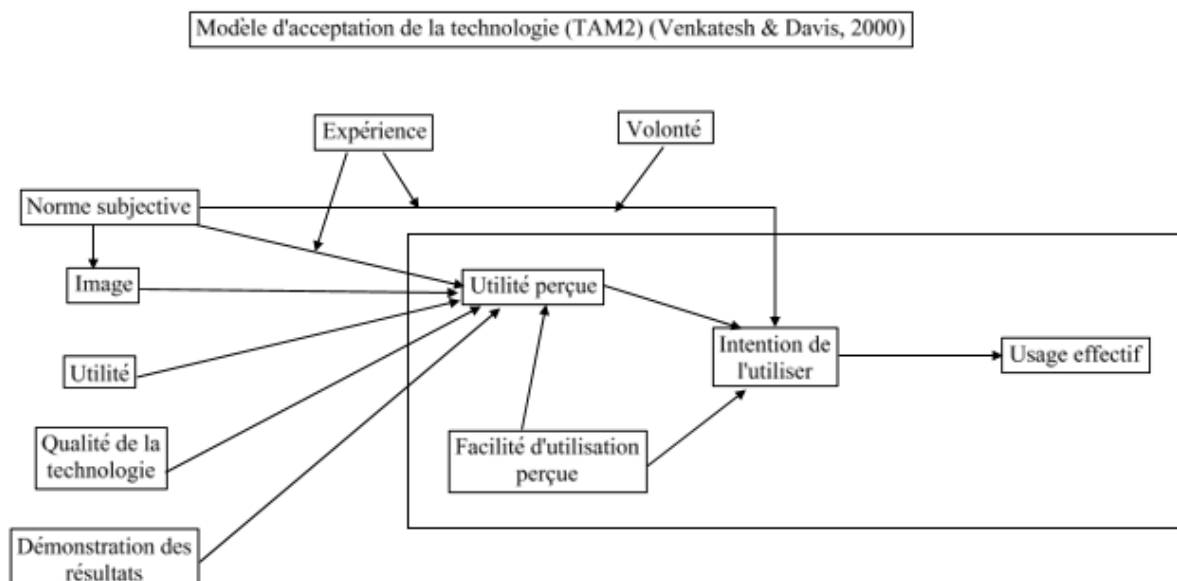 Modèle d'acceptation de la technologie (TAM2) (Venkatesh & Davis, 2000)
Expérience
Volonté
Norme subjective
Image
Utilité perçue
Intention de
l'utiliser
Usage effectif
Utilité
Qualité de la
technologie
Facilité d'utilisation
perçue
Démonstration des
résultats